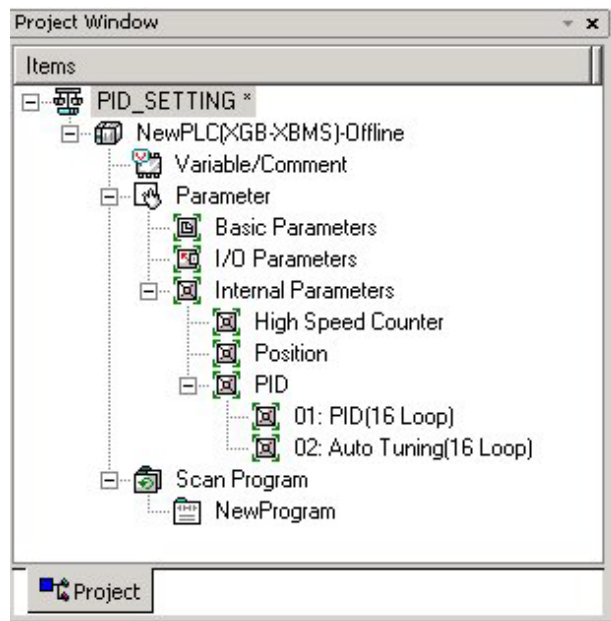 Project Window
Items
PID_SETTING *
NewPLC(XGB-XBMS)-Offline
Variable/Comment
Parameter
Basic Parameters
I/O Parameters
Internal Parameters
High Speed Counter
Position
PID
01: PID(16 Loop)
02: Auto Tuning(16 Loop)
Scan Program
NewProgram
Project